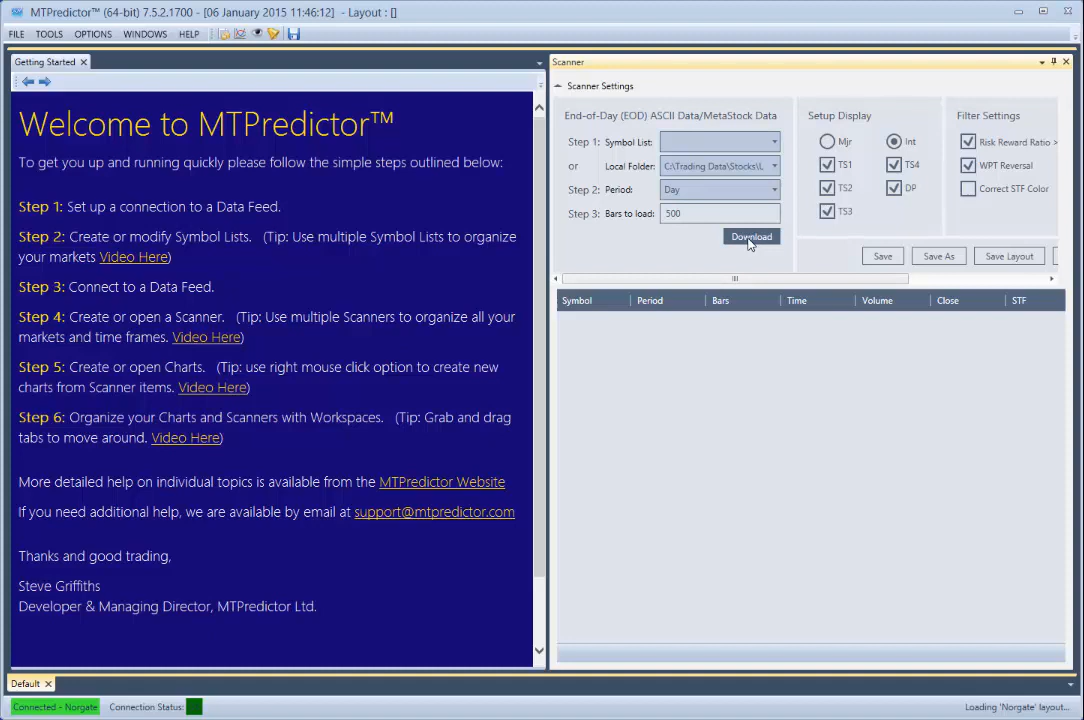 MTPredictor™ (64-bit) 7.5.2.1700 - [06 January 2015 11:46:12] - Layout : []
FILE TOOLS OPTIONS WINDOWS HELP
Getting Started
Welcome to MTPredictor™
To get you up and running quickly please follow the simple steps outlined below:
Step 1: Set up a connection to a Data Feed.
Step 2: Create or modify Symbol Lists. (Tip: Use multiple Symbol Lists to organize
your markets Video Here)
Step 3: Connect to a Data Feed.
Step 4: Create or open a Scanner. (Tip: Use multiple Scanners to organize all your
markets and time frames. Video Here)
Step 5: Create or open Charts. (Tip: use right mouse click option to create new
charts from Scanner items. Video Here)
Step 6: Organize your Charts and Scanners with Workspaces. (Tip: Grab and drag
tabs to move around. Video Here)
More detailed help on individual topics is available from the MTPredictor Website
If you need additional help, we are available by email at support@mtpredictor.com
Thanks and good trading,
Steve Griffiths
Developer & Managing Director, MTPredictor Ltd.
Scanner
Scanner Settings
End-of-Day (EOD) ASCII Data/MetaStock Data
Step 1: Symbol List:
or Local Folder: C:\Trading Data\Stocks\L
Step 2: Period: Day
Step 3: Bars to load: 500
Download
Setup Display
Mjr Int
TS1 TS4
TS2 DP
TS3
Filter Settings
Risk Reward Ratio >
WPT Reversal
Correct STF Color
Save Save As Save Layout
Symbol Period Bars Time Volume Close STF
Default
Connected - Norgate Connection Status: Loading 'Norgate' layout...